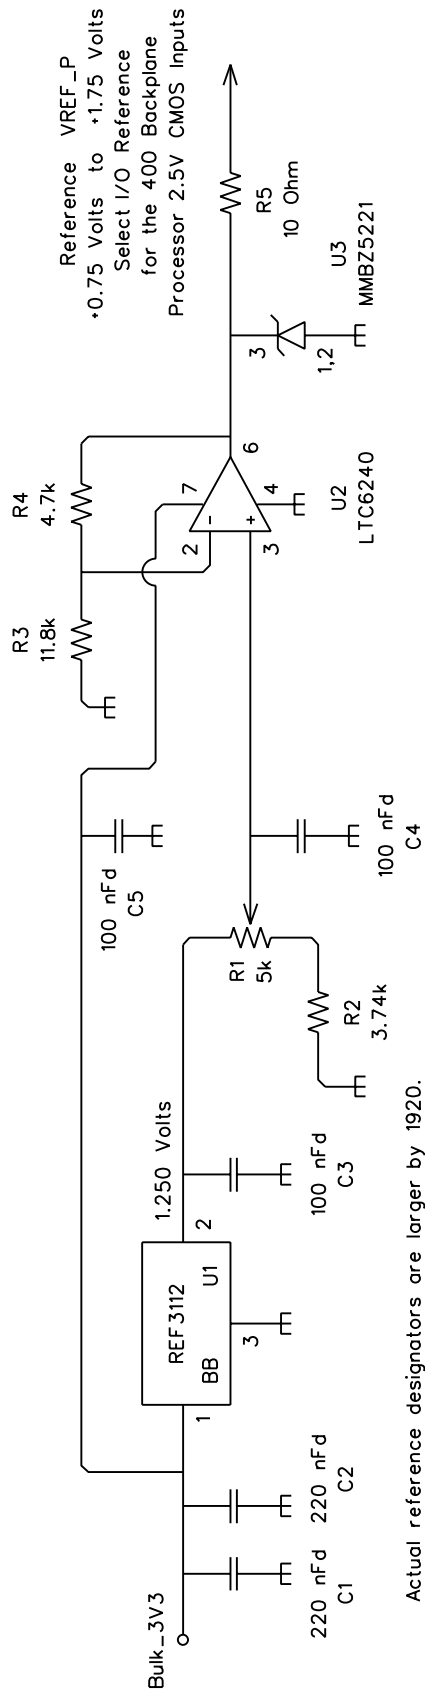 Reference VREF_P
+0.75 Volts to +1.75 Volts
Select I/O Reference
for the 400 Backplane
Processor 2.5V CMOS Inputs
R3
11.8k
R4
4.7k
100 nFd
C5
Bulk_3V3
1
REF3112
BB U1
3
2
1.250 Volts
220 nFd
C1
220 nFd
C2
100 nFd
C3
R1
5k
R2
3.74k
100 nFd
C4
2
-
+
3
7
4
6
U2
LTC6240
3
1,2
U3
MMBZ5221
R5
10 Ohm
Actual reference designators are larger by 1920.